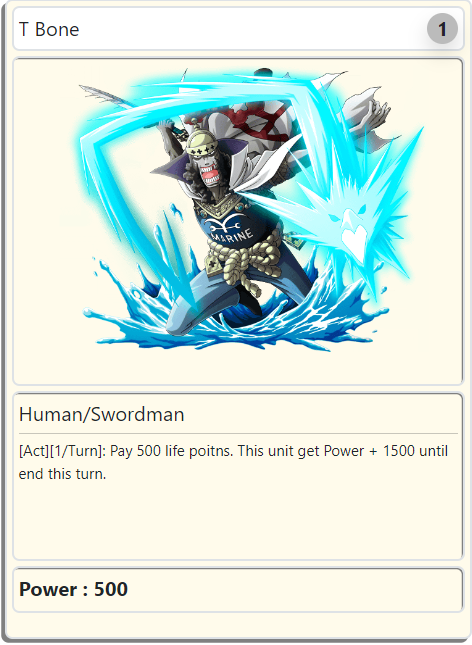 T Bone
1
MARINE
Human/Swordman
[Act][1/Turn]: Pay 500 life poitns. This unit get Power + 1500 until
end this turn.
Power : 500